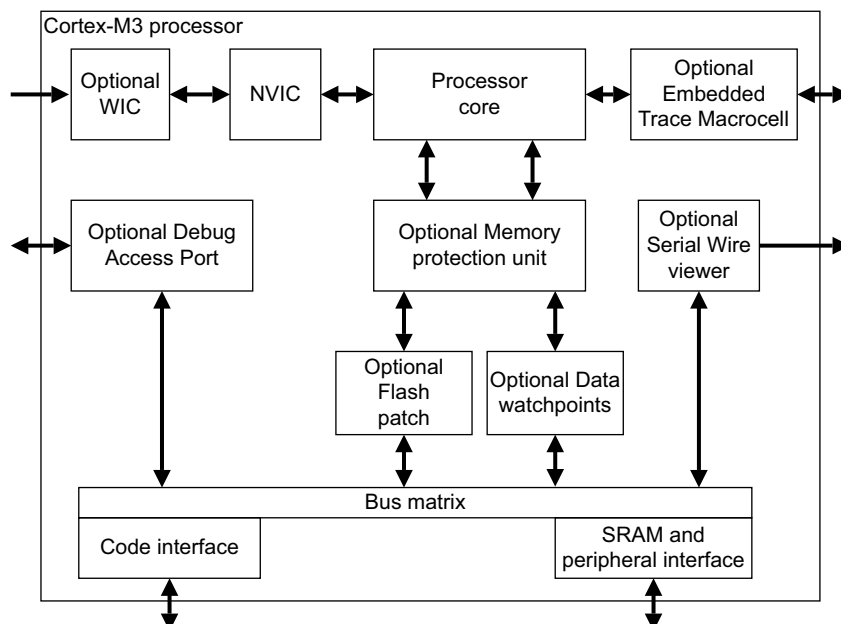 Cortex-M3 processor
Optional
WIC
NVIC
Processor
core
Optional
Embedded
Trace Macrocell
Optional Debug
Access Port
Optional Memory
protection unit
Optional
Serial Wire
viewer
Optional
Flash
patch
Optional Data
watchpoints
Bus matrix
Code interface
SRAM and
peripheral interface